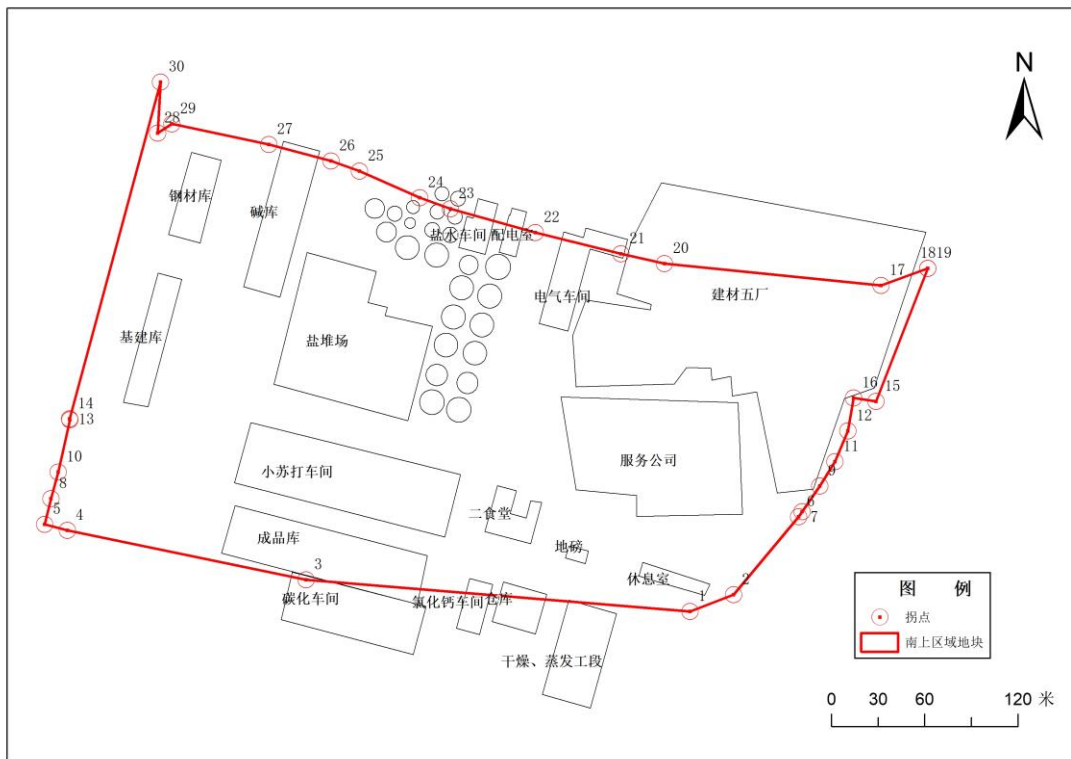 N
30
29
28
27
26
25
24
23
22
21
20
1819
17
钢材库
碱库
盐水车间
配电室
电气车间
建材五厂
基建库
盐堆场
14
13
16
15
12
11
10
9
8
小苏打车间
服务公司
6
7
5
4
二食堂
成品库
地磅
3
休息室
2
1
碳化车间
氯化钙车间
仓库
干燥、蒸发工段
图 例
拐点
南上区域地块
0 30 60 120 米